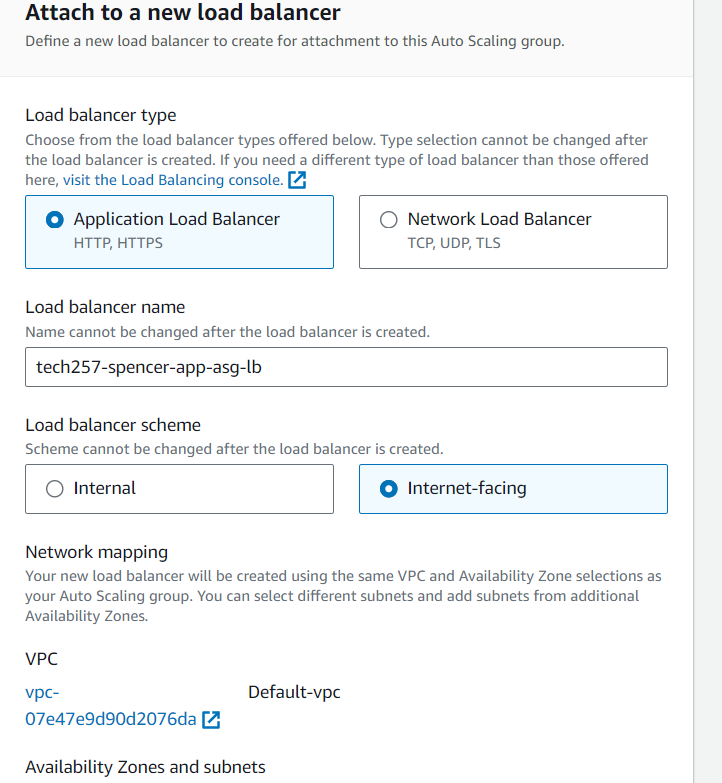 Attach to a new load balancer
Define a new load balancer to create for attachment to this Auto Scaling group.
Load balancer type
Choose from the load balancer types offered below. Type selection cannot be changed after
the load balancer is created. If you need a different type of load balancer than those offered
here, visit the Load Balancing console.
Application Load Balancer
HTTP, HTTPS
Network Load Balancer
TCP, UDP, TLS
Load balancer name
Name cannot be changed after the load balancer is created.
tech257-spencer-app-asg-lb
Load balancer scheme
Scheme cannot be changed after the load balancer is created.
Internal
Internet-facing
Network mapping
Your new load balancer will be created using the same VPC and Availability Zone selections as
your Auto Scaling group. You can select different subnets and add subnets from additional
Availability Zones.
VPC
vpc-
07e47e9d90d2076da
Default-vpc
Availability Zones and subnets